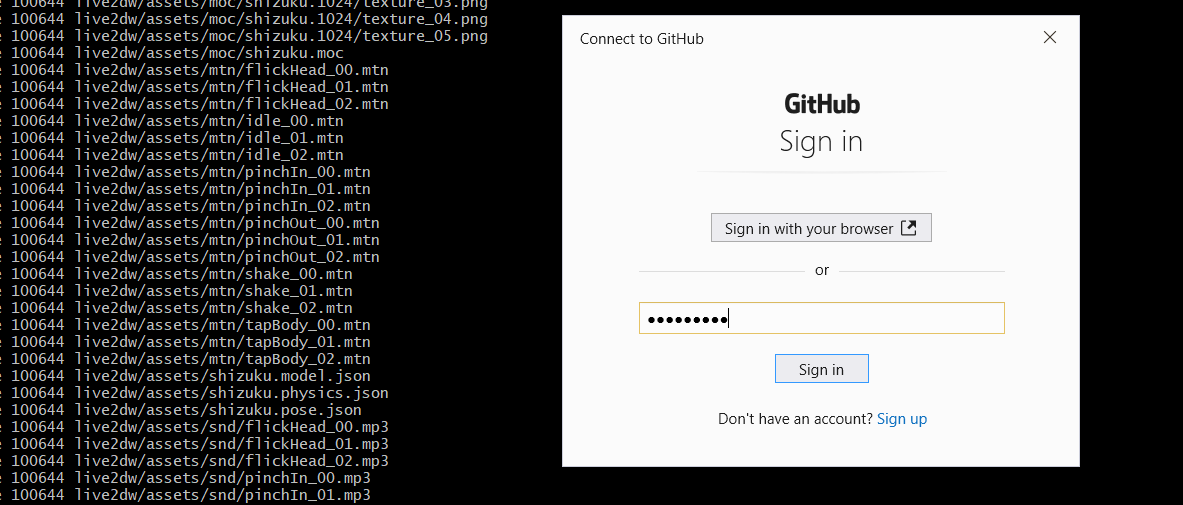 e 100644 live2dw/assets/moc/shizuku.1024/texture_03.png
e 100644 live2dw/assets/moc/shizuku.1024/texture_04.png
e 100644 live2dw/assets/moc/shizuku.1024/texture_05.png
e 100644 live2dw/assets/moc/shizuku.moc
e 100644 live2dw/assets/mtn/flickHead_00.mtn
e 100644 live2dw/assets/mtn/flickHead_01.mtn
e 100644 live2dw/assets/mtn/flickHead_02.mtn
e 100644 live2dw/assets/mtn/idle_00.mtn
e 100644 live2dw/assets/mtn/idle_01.mtn
e 100644 live2dw/assets/mtn/idle_02.mtn
e 100644 live2dw/assets/mtn/pinchIn_00.mtn
e 100644 live2dw/assets/mtn/pinchIn_01.mtn
e 100644 live2dw/assets/mtn/pinchIn_02.mtn
e 100644 live2dw/assets/mtn/pinchOut_00.mtn
e 100644 live2dw/assets/mtn/pinchOut_01.mtn
e 100644 live2dw/assets/mtn/pinchOut_02.mtn
e 100644 live2dw/assets/mtn/shake_00.mtn
e 100644 live2dw/assets/mtn/shake_01.mtn
e 100644 live2dw/assets/mtn/shake_02.mtn
e 100644 live2dw/assets/mtn/tapBody_00.mtn
e 100644 live2dw/assets/mtn/tapBody_01.mtn
e 100644 live2dw/assets/mtn/tapBody_02.mtn
e 100644 live2dw/assets/shizuku.model.json
e 100644 live2dw/assets/shizuku.physics.json
e 100644 live2dw/assets/shizuku.pose.json
e 100644 live2dw/assets/snd/flickHead_00.mp3
e 100644 live2dw/assets/snd/flickHead_01.mp3
e 100644 live2dw/assets/snd/flickHead_02.mp3
e 100644 live2dw/assets/snd/pinchIn_00.mp3
e 100644 live2dw/assets/snd/pinchIn_01.mp3
Connect to GitHub
GitHub
Sign in
Sign in with your browser
or
●●●●●●●●●
Sign in
Don't have an account? Sign up